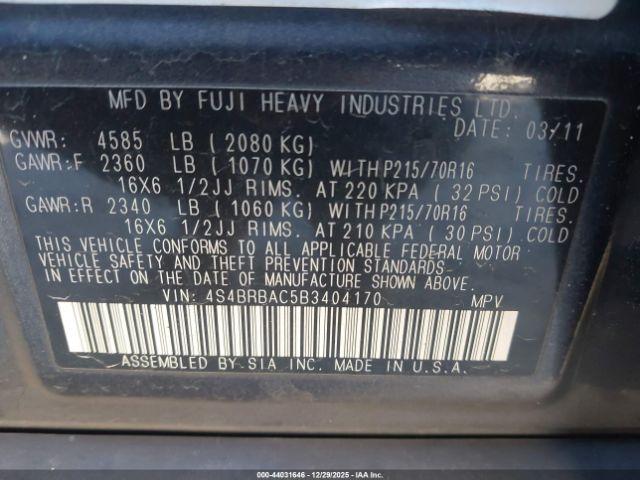 MFD BY FUJI HEAVY INDUSTRIES LTD.
DATE: 03/11
GVWR: 4585 LB (2080 KG)
GAWR:F 2360 LB (1070 KG) WITH P215/70R16 TIRES.
16X6 1/2JJ RIMS. AT 220 KPA (32 PSI) COLD
GAWR:R 2340 LB (1060 KG) WITH P215/70R16 TIRES.
16X6 1/2JJ RIMS. AT 210 KPA (30 PSI) COLD
THIS VEHICLE CONFORMS TO ALL APPLICABLE FEDERAL MOTOR
VEHICLE SAFETY AND THEFT PREVENTION STANDARDS
IN EFFECT ON THE DATE OF MANUFACTURE SHOWN ABOVE.
VIN: 4S4BRBAC5B3404170 MPV
ASSEMBLED BY SIA INC. MADE IN U.S.A.
000-44031646 | 12/29/2025 - IAAI.COM